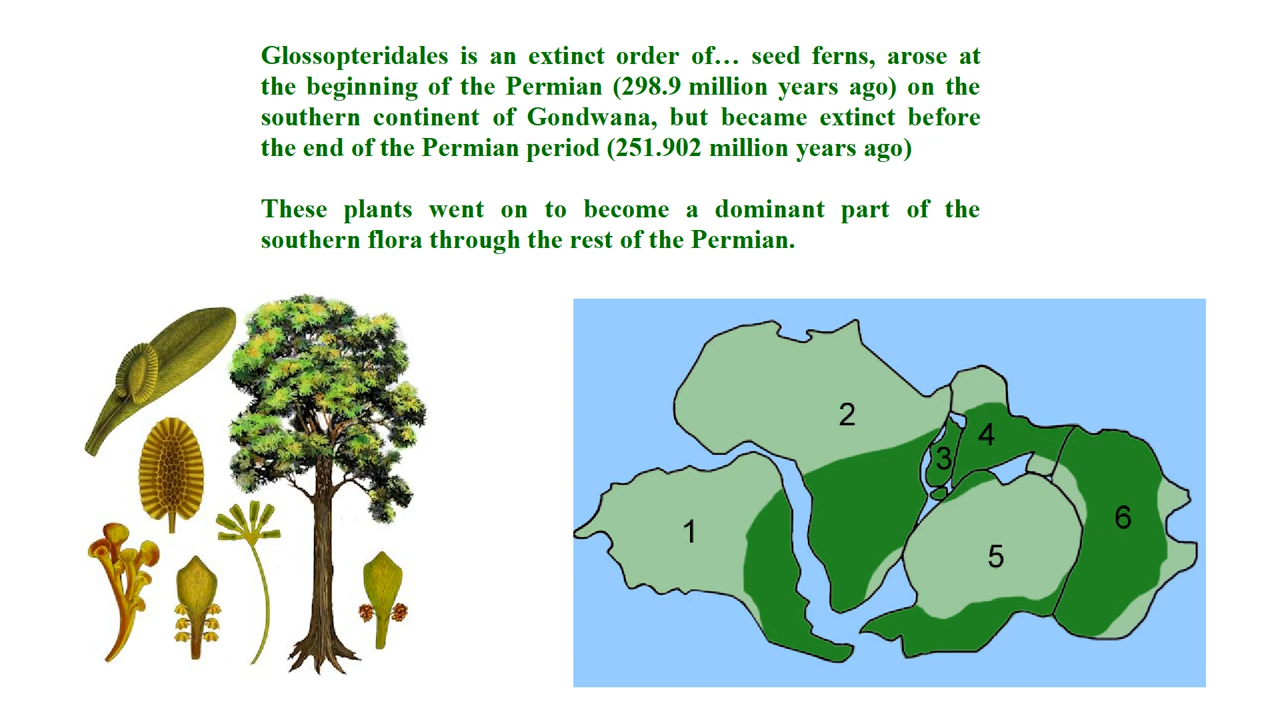 Glossopteridales is an extinct order of… seed ferns, arose at
the beginning of the Permian (298.9 million years ago) on the
southern continent of Gondwana, but became extinct before
the end of the Permian period (251.902 million years ago)
These plants went on to become a dominant part of the
southern flora through the rest of the Permian.
2
4
3
6
1
5